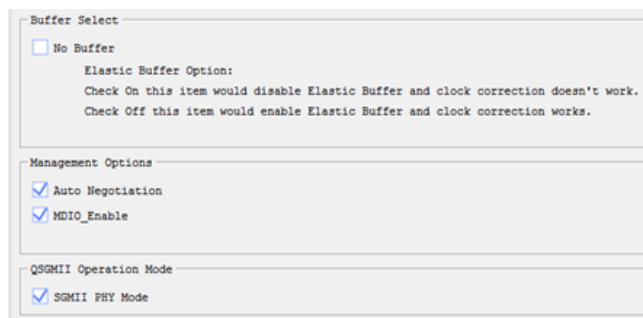 Buffer Select
No Buffer
Elastic Buffer Option:
Check On this item would disable Elastic Buffer and clock correction doesn't work.
Check Off this item would enable Elastic Buffer and clock correction works.
Management Options
Auto Negotiation
MDIO_Enable
QSGMII Operation Mode
SGMII PHY Mode